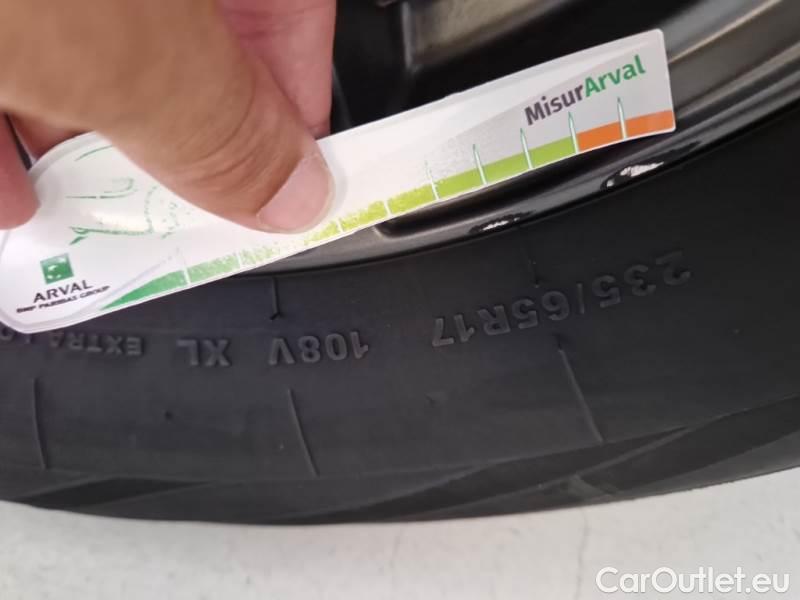 MisurArval
ARVAL
BNP PARIBAS GROUP
235/65R17 108V XL EXTRA
CarOutlet.eu